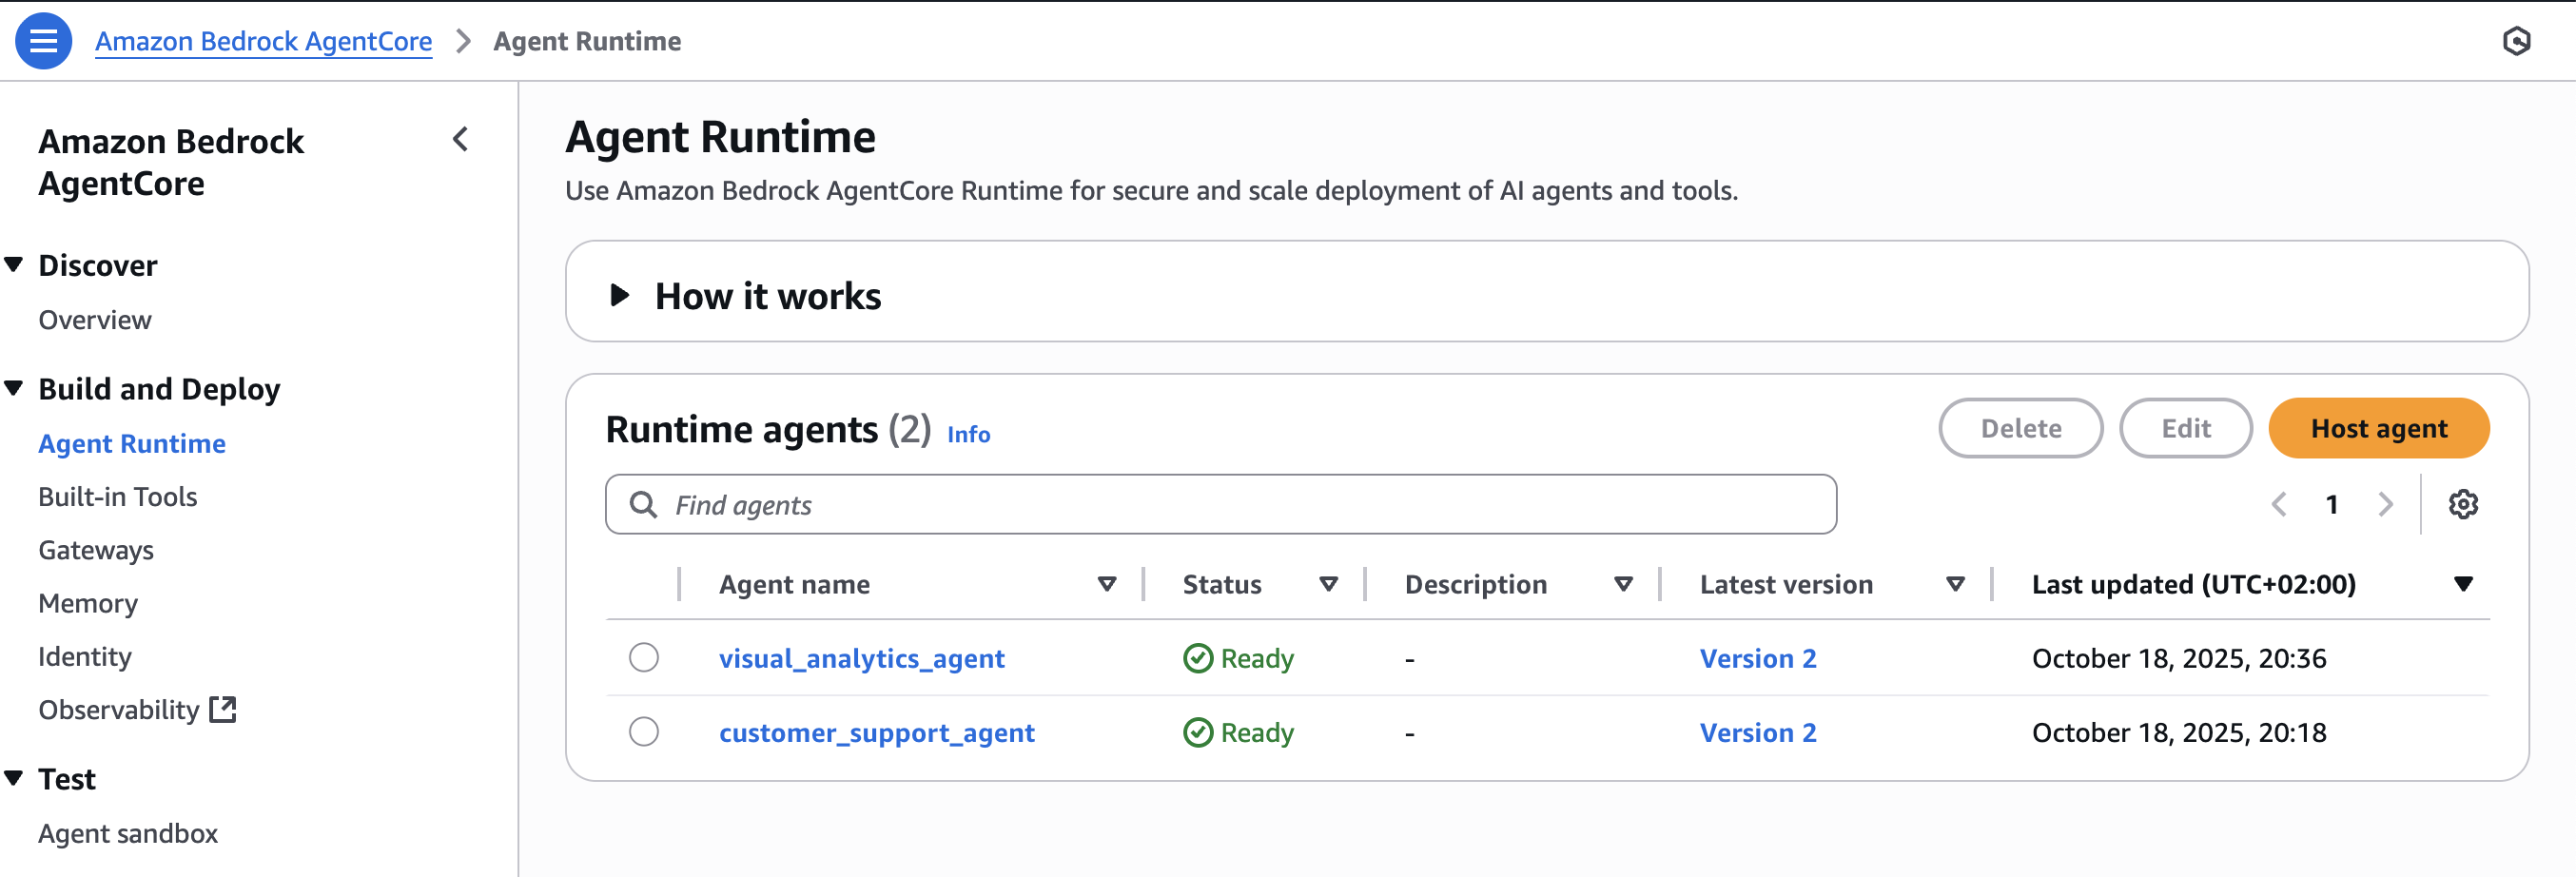 Amazon Bedrock AgentCore > Agent Runtime
Amazon Bedrock
AgentCore
Discover
Overview
Build and Deploy
Agent Runtime
Built-in Tools
Gateways
Memory
Identity
Observability
Test
Agent sandbox
Agent Runtime
Use Amazon Bedrock AgentCore Runtime for secure and scale deployment of AI agents and tools.
How it works
Runtime agents (2) Info
Delete Edit Host agent
Find agents
1
Agent name Status Description Latest version Last updated (UTC+02:00)
visual_analytics_agent Ready - Version 2 October 18, 2025, 20:36
customer_support_agent Ready - Version 2 October 18, 2025, 20:18